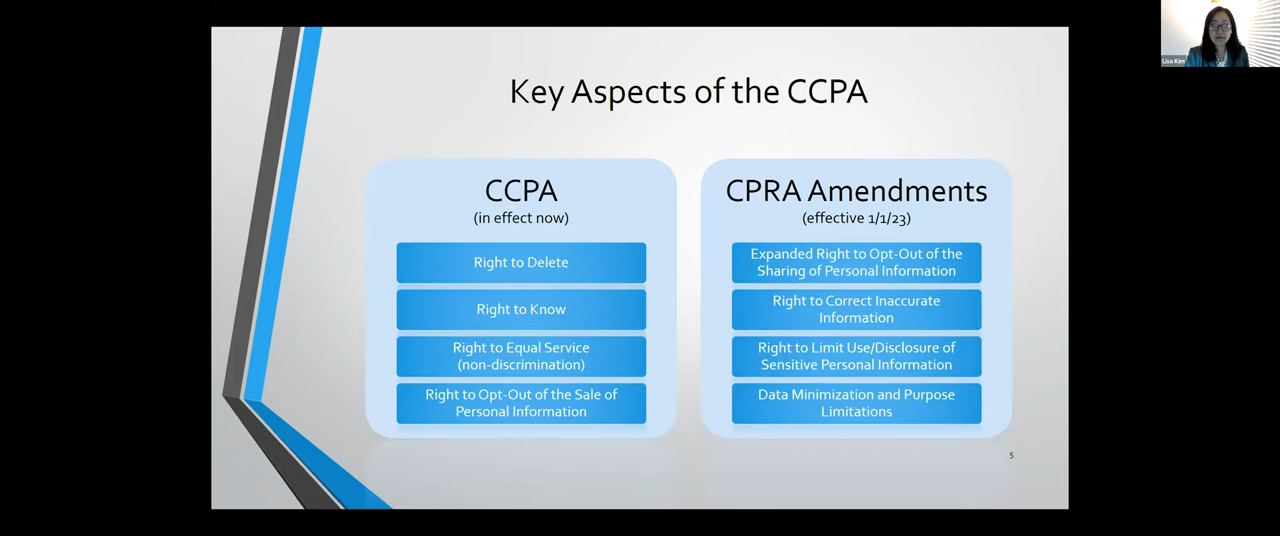 Key Aspects of the CCPA
CCPA
(in effect now)
Right to Delete
Right to Know
Right to Equal Service
(non-discrimination)
Right to Opt-Out of the Sale of
Personal Information
CPRA Amendments
(effective 1/1/23)
Expanded Right to Opt-Out of the
Sharing of Personal Information
Right to Correct Inaccurate
Information
Right to Limit Use/Disclosure of
Sensitive Personal Information
Data Minimization and Purpose
Limitations
5
Lisa Kim